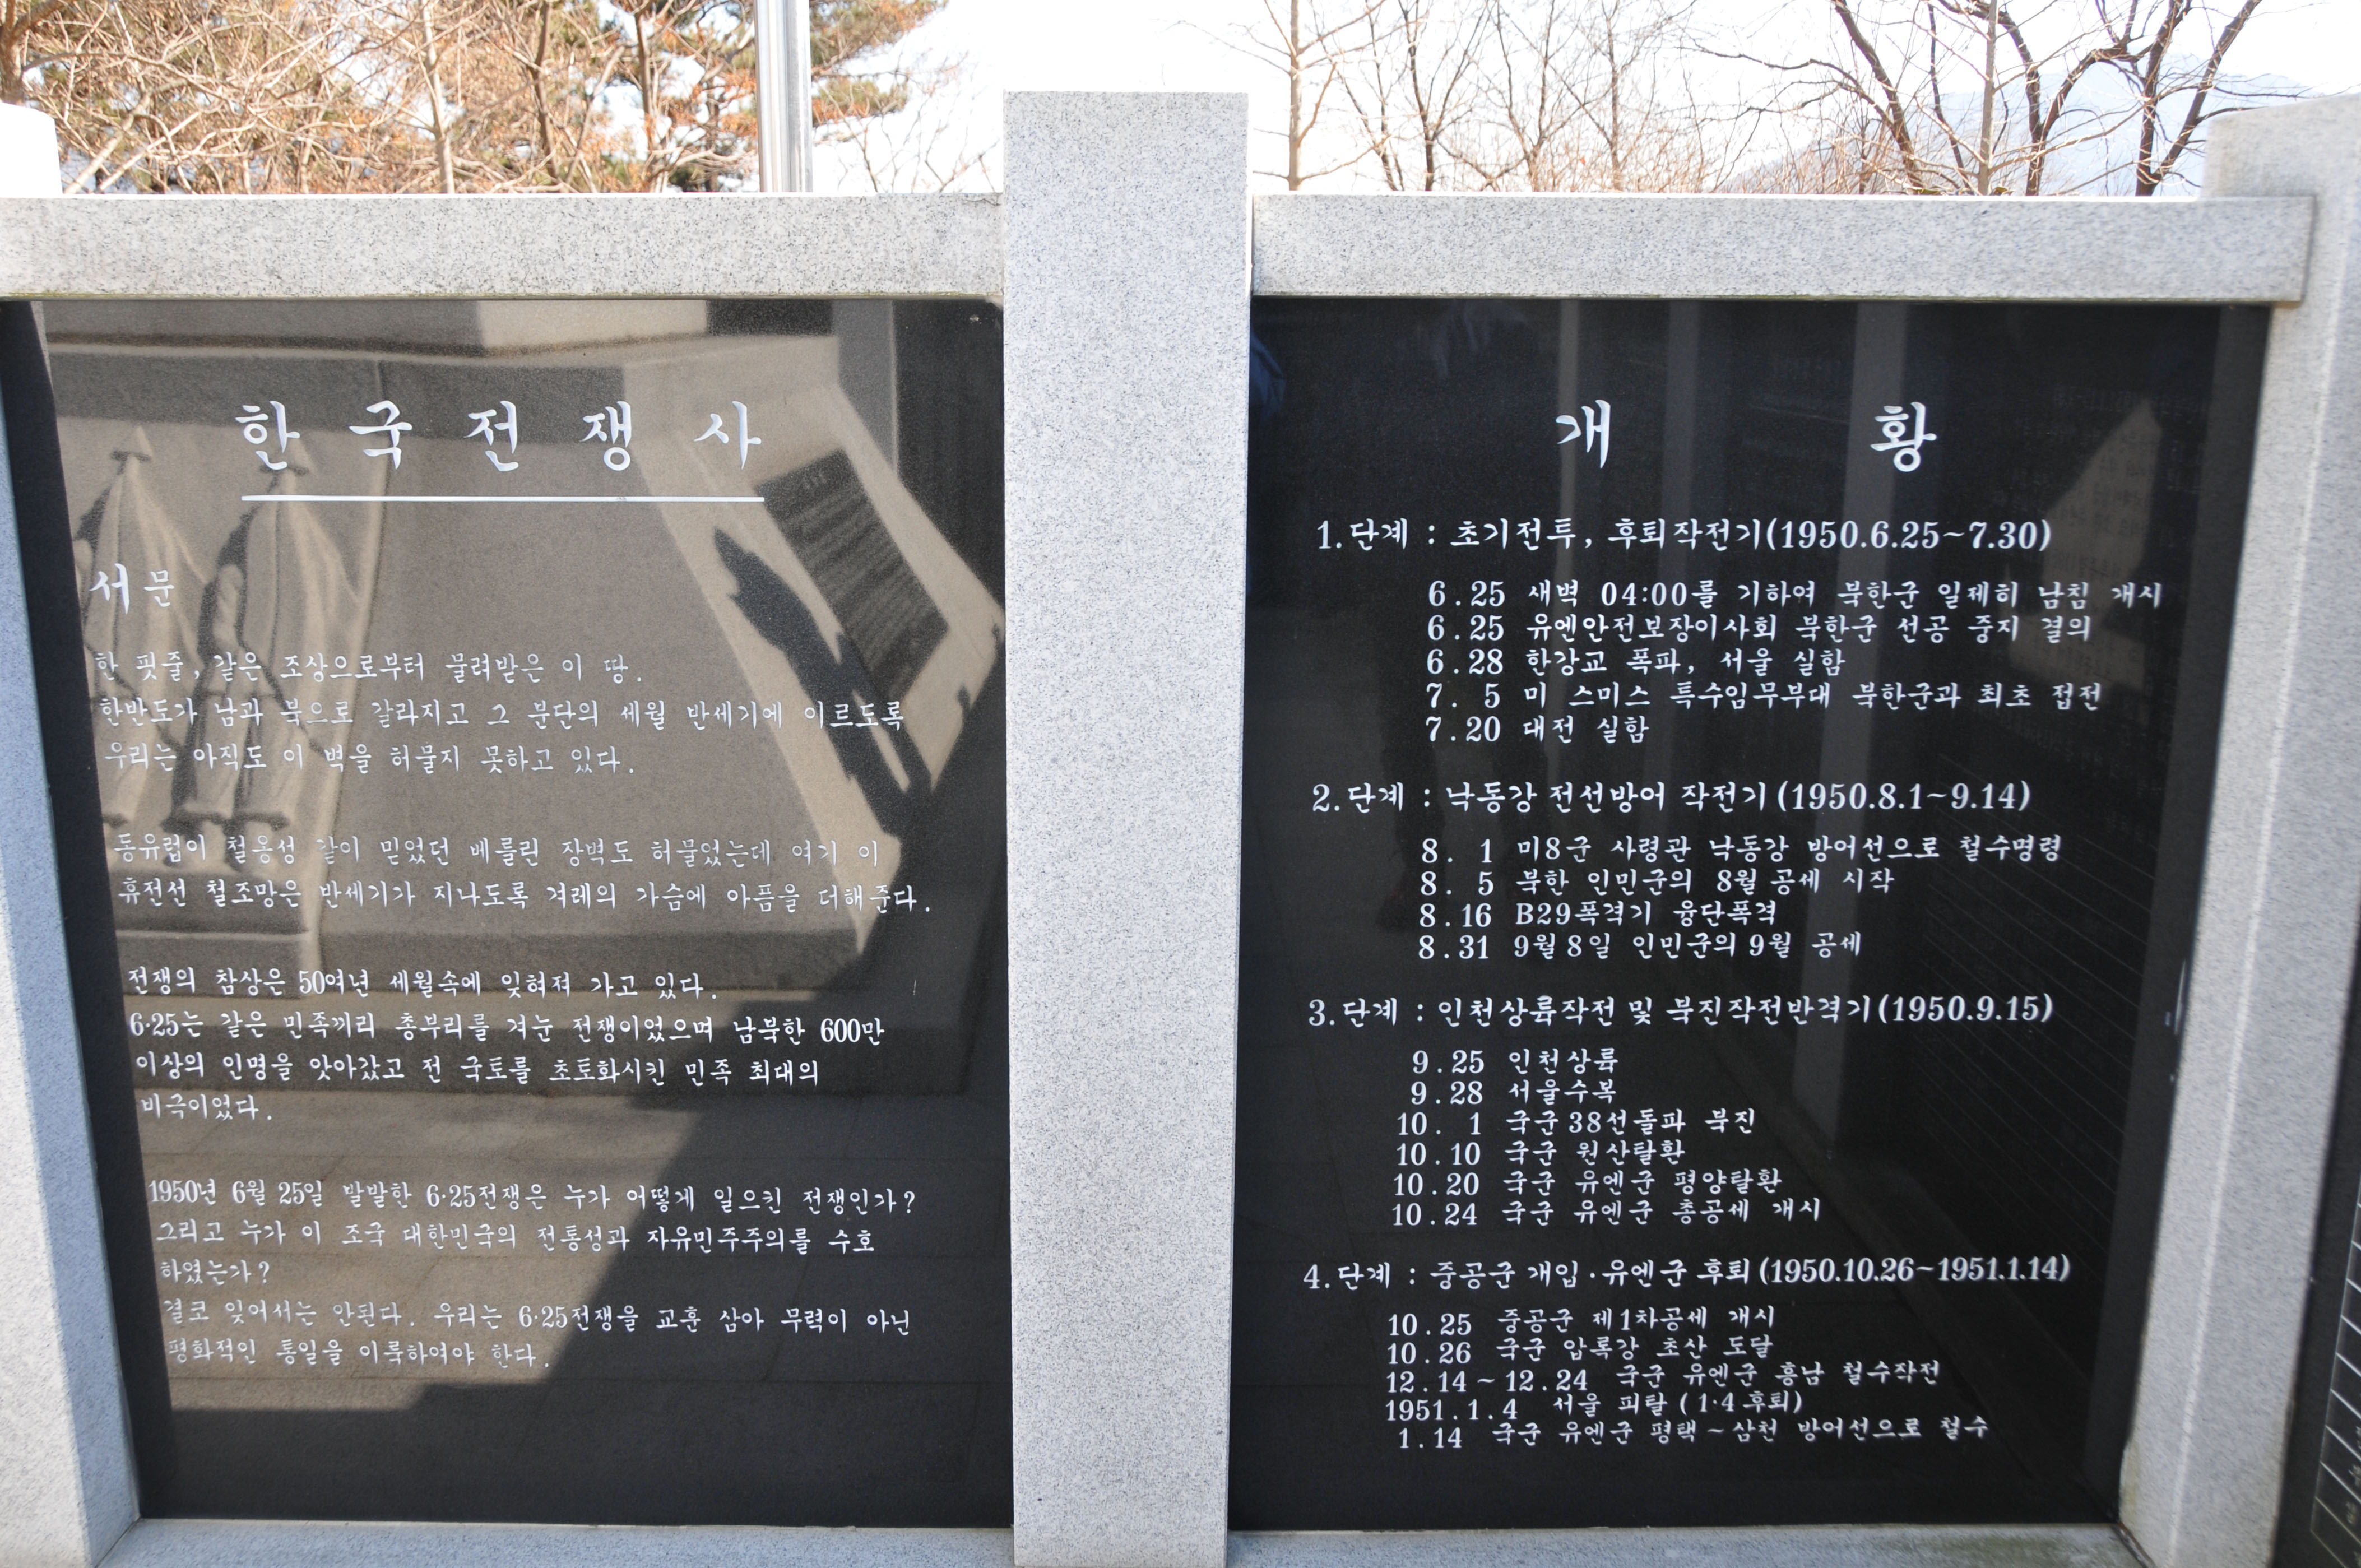 한국전쟁사
서문
한 핏줄, 같은 조상으로부터 물려받은 이 땅.
한반도가 남과 북으로 갈라지고 그 분단의 세월 반세기에 이르도록
우리는 아직도 이 벽을 허물지 못하고 있다.
동유럽이 철옹성 같이 믿었던 베를린 장벽도 허물었는데 여기 이
휴전선 철조망은 반세기가 지나도록 겨레의 가슴에 아픔을 더해준다.
전쟁의 참상은 50여년 세월속에 잊혀져 가고 있다.
6·25는 같은 민족끼리 총부리를 겨눈 전쟁이었으며 남북한 600만
이상의 인명을 앗아갔고 전 국토를 초토화시킨 민족 최대의
비극이었다.
1950년 6월 25일 발발한 6·25전쟁은 누가 어떻게 일으킨 전쟁인가?
그리고 누가 이 조국 대한민국의 전통성과 자유민주주의를 수호
하였는가?
결코 잊어서는 안된다. 우리는 6·25전쟁을 교훈 삼아 무력이 아닌
평화적인 통일을 이룩하여야 한다.
개황
1.단계 : 초기전투, 후퇴작전기(1950.6.25~7.30)
6.25 새벽 04:00를 기하여 북한군 일제히 남침 개시
6.25 유엔안전보장이사회 북한군 선공 중지 결의
6.28 한강교 폭파, 서울 실함
7. 5 미 스미스 특수임무부대 북한군과 최초 접전
7.20 대전 실함
2.단계 : 낙동강 전선방어 작전기(1950.8.1~9.14)
8. 1 미8군 사령관 낙동강 방어선으로 철수명령
8. 5 북한 인민군의 8월 공세 시작
8.16 B29폭격기 융단폭격
8.31 9월8일 인민군의 9월 공세
3.단계 : 인천상륙작전 및 북진작전반격기(1950.9.15)
9.25 인천상륙
9.28 서울수복
10. 1 국군38선돌파 북진
10.10 국군 원산탈환
10.20 국군 유엔군 평양탈환
10.24 국군 유엔군 총공세 개시
4.단계 : 중공군 개입·유엔군 후퇴(1950.10.26~1951.1.14)
10.25 중공군 제1차공세 개시
10.26 국군 압록강 초산 도달
12.14~12.24 국군 유엔군 흥남 철수작전
1951.1.4 서울 피탈 (1·4후퇴)
1.14 국군 유엔군 평택~삼천 방어선으로 철수